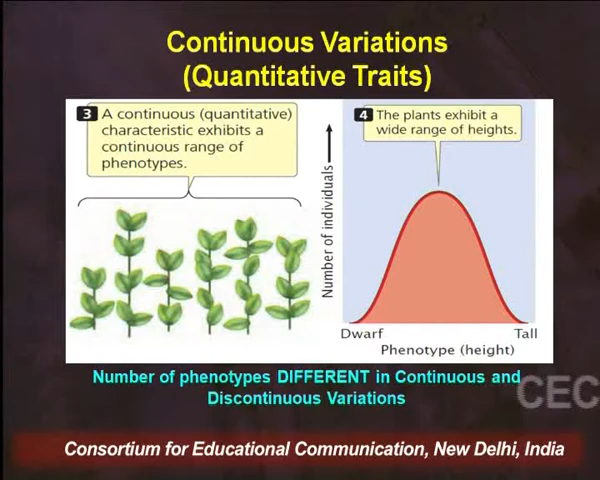 Continuous Variations
(Quantitative Traits)
3 A continuous (quantitative)
characteristic exhibits a
continuous range of
phenotypes.
4 The plants exhibit a
wide range of heights.
Number of individuals
Dwarf
Tall
Phenotype (height)
Number of phenotypes DIFFERENT in Continuous and
Discontinuous Variations
CEC
Consortium for Educational Communication, New Delhi, India